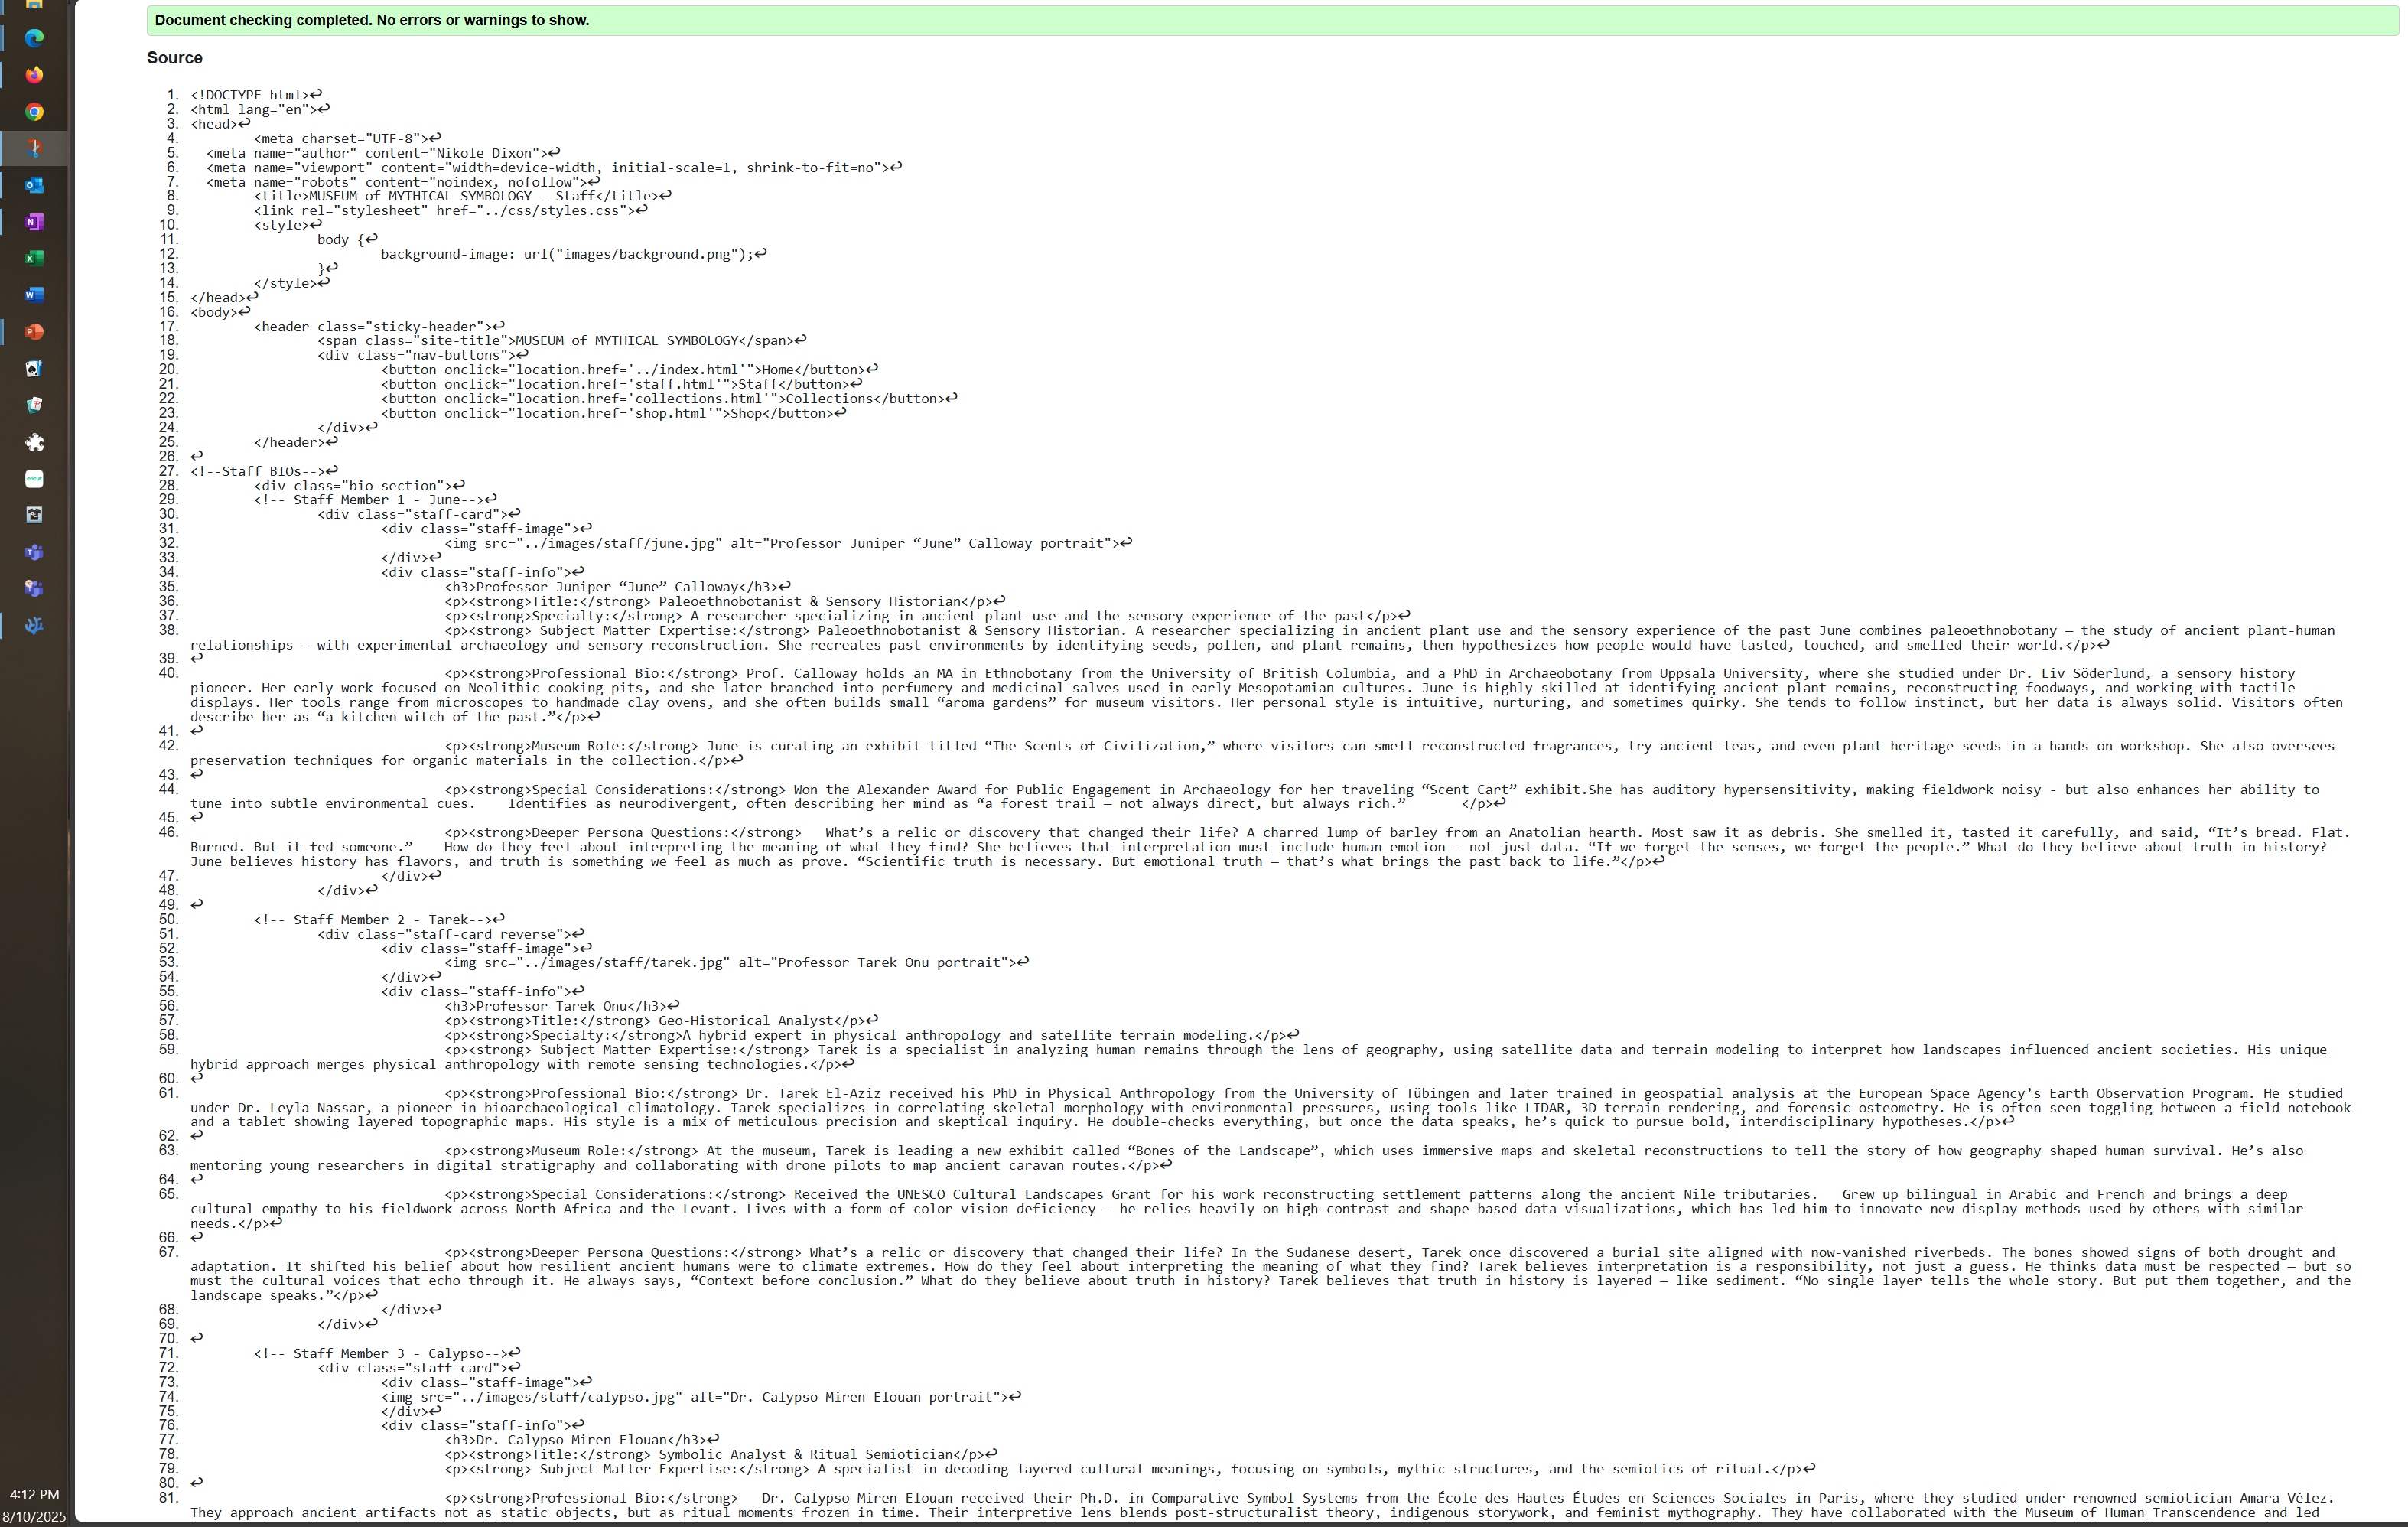 Document checking completed. No errors or warnings to show.
Source
1. <!DOCTYPE html>↩
2. <html lang="en">↩
3. <head>↩
4. <meta charset="UTF-8">↩
5. <meta name="author" content="Nikole Dixon">↩
6. <meta name="viewport" content="width=device-width, initial-scale=1, shrink-to-fit=no">↩
7. <meta name="robots" content="noindex, nofollow">↩
8. <title>MUSEUM of MYTHICAL SYMBOLOGY - Staff</title>↩
9. <link rel="stylesheet" href="../css/styles.css">↩
10. <style>↩
11. body {↩
12. background-image: url("images/background.png");↩
13. }↩
14. </style>↩
15. </head>↩
16. <body>↩
17. <header class="sticky-header">↩
18. <span class="site-title">MUSEUM of MYTHICAL SYMBOLOGY</span>↩
19. <div class="nav-buttons">↩
20. <button onclick="location.href='../index.html'">Home</button>↩
21. <button onclick="location.href='staff.html'">Staff</button>↩
22. <button onclick="location.href='collections.html'">Collections</button>↩
23. <button onclick="location.href='shop.html'">Shop</button>↩
24. </div>↩
25. </header>↩
26. ↩
27. <!--Staff BIOs-->↩
28. <div class="bio-section">↩
29. <!-- Staff Member 1 - June-->↩
30. <div class="staff-card">↩
31. <div class="staff-image">↩
32. <img src="../images/staff/june.jpg" alt="Professor Juniper “June” Calloway portrait">↩
33. </div>↩
34. <div class="staff-info">↩
35. <h3>Professor Juniper “June” Calloway</h3>↩
36. <p><strong>Title:</strong> Paleoethnobotanist & Sensory Historian</p>↩
37. <p><strong>Specialty:</strong> A researcher specializing in ancient plant use and the sensory experience of the past</p>↩
38. <p><strong> Subject Matter Expertise:</strong> Paleoethnobotanist & Sensory Historian. A researcher specializing in ancient plant use and the sensory experience of the past June combines paleoethnobotany — the study of ancient plant-human
relationships — with experimental archaeology and sensory reconstruction. She recreates past environments by identifying seeds, pollen, and plant remains, then hypothesizes how people would have tasted, touched, and smelled their world.</p>↩
39. ↩
40. <p><strong>Professional Bio:</strong> Prof. Calloway holds an MA in Ethnobotany from the University of British Columbia, and a PhD in Archaeobotany from Uppsala University, where she studied under Dr. Liv Söderlund, a sensory history
pioneer. Her early work focused on Neolithic cooking pits, and she later branched into perfumery and medicinal salves used in early Mesopotamian cultures. June is highly skilled at identifying ancient plant remains, reconstructing foodways, and working with tactile
displays. Her tools range from microscopes to handmade clay ovens, and she often builds small “aroma gardens” for museum visitors. Her personal style is intuitive, nurturing, and sometimes quirky. She tends to follow instinct, but her data is always solid. Visitors often
describe her as “a kitchen witch of the past.”</p>↩
41. ↩
42. <p><strong>Museum Role:</strong> June is curating an exhibit titled “The Scents of Civilization,” where visitors can smell reconstructed fragrances, try ancient teas, and even plant heritage seeds in a hands-on workshop. She also oversees
preservation techniques for organic materials in the collection.</p>↩
43. ↩
44. <p><strong>Special Considerations:</strong> Won the Alexander Award for Public Engagement in Archaeology for her traveling “Scent Cart” exhibit.She has auditory hypersensitivity, making fieldwork noisy - but also enhances her ability to
tune into subtle environmental cues. Identifies as neurodivergent, often describing her mind as “a forest trail — not always direct, but always rich.” </p>↩
45. ↩
46. <p><strong>Deeper Persona Questions:</strong> What’s a relic or discovery that changed their life? A charred lump of barley from an Anatolian hearth. Most saw it as debris. She smelled it, tasted it carefully, and said, “It’s bread. Flat.
Burned. But it fed someone.” How do they feel about interpreting the meaning of what they find? She believes that interpretation must include human emotion — not just data. “If we forget the senses, we forget the people.” What do they believe about truth in history?
June believes history has flavors, and truth is something we feel as much as prove. “Scientific truth is necessary. But emotional truth — that’s what brings the past back to life.”</p>↩
47. </div>↩
48. </div>↩
49. ↩
50. <!-- Staff Member 2 - Tarek-->↩
51. <div class="staff-card reverse">↩
52. <div class="staff-image">↩
53. <img src="../images/staff/tarek.jpg" alt="Professor Tarek Onu portrait">↩
54. </div>↩
55. <div class="staff-info">↩
56. <h3>Professor Tarek Onu</h3>↩
57. <p><strong>Title:</strong> Geo-Historical Analyst</p>↩
58. <p><strong>Specialty:</strong>A hybrid expert in physical anthropology and satellite terrain modeling.</p>↩
59. <p><strong> Subject Matter Expertise:</strong> Tarek is a specialist in analyzing human remains through the lens of geography, using satellite data and terrain modeling to interpret how landscapes influenced ancient societies. His unique
hybrid approach merges physical anthropology with remote sensing technologies.</p>↩
60. ↩
61. <p><strong>Professional Bio:</strong> Dr. Tarek El-Aziz received his PhD in Physical Anthropology from the University of Tübingen and later trained in geospatial analysis at the European Space Agency’s Earth Observation Program. He studied
under Dr. Leyla Nassar, a pioneer in bioarchaeological climatology. Tarek specializes in correlating skeletal morphology with environmental pressures, using tools like LIDAR, 3D terrain rendering, and forensic osteometry. He is often seen toggling between a field notebook
and a tablet showing layered topographic maps. His style is a mix of meticulous precision and skeptical inquiry. He double-checks everything, but once the data speaks, he’s quick to pursue bold, interdisciplinary hypotheses.</p>↩
62. ↩
63. <p><strong>Museum Role:</strong> At the museum, Tarek is leading a new exhibit called “Bones of the Landscape”, which uses immersive maps and skeletal reconstructions to tell the story of how geography shaped human survival. He’s also
mentoring young researchers in digital stratigraphy and collaborating with drone pilots to map ancient caravan routes.</p>↩
64. ↩
65. <p><strong>Special Considerations:</strong> Received the UNESCO Cultural Landscapes Grant for his work reconstructing settlement patterns along the ancient Nile tributaries. Grew up bilingual in Arabic and French and brings a deep
cultural empathy to his fieldwork across North Africa and the Levant. Lives with a form of color vision deficiency — he relies heavily on high-contrast and shape-based data visualizations, which has led him to innovate new display methods used by others with similar
needs.</p>↩
66. ↩
67. <p><strong>Deeper Persona Questions:</strong> What’s a relic or discovery that changed their life? In the Sudanese desert, Tarek once discovered a burial site aligned with now-vanished riverbeds. The bones showed signs of both drought and
adaptation. It shifted his belief about how resilient ancient humans were to climate extremes. How do they feel about interpreting the meaning of what they find? Tarek believes interpretation is a responsibility, not just a guess. He thinks data must be respected — but so
must the cultural voices that echo through it. He always says, “Context before conclusion.” What do they believe about truth in history? Tarek believes that truth in history is layered — like sediment. “No single layer tells the whole story. But put them together, and the
landscape speaks.”</p>↩
68. </div>↩
69. </div>↩
70. ↩
71. <!-- Staff Member 3 - Calypso-->↩
72. <div class="staff-card">↩
73. <div class="staff-image">↩
74. <img src="../images/staff/calypso.jpg" alt="Dr. Calypso Miren Elouan portrait">↩
75. </div>↩
76. <div class="staff-info">↩
77. <h3>Dr. Calypso Miren Elouan</h3>↩
78. <p><strong>Title:</strong> Symbolic Analyst & Ritual Semiotician</p>↩
79. <p><strong> Subject Matter Expertise:</strong> A specialist in decoding layered cultural meanings, focusing on symbols, mythic structures, and the semiotics of ritual.</p>↩
80. ↩
81. <p><strong>Professional Bio:</strong> Dr. Calypso Miren Elouan received their Ph.D. in Comparative Symbol Systems from the École des Hautes Études en Sciences Sociales in Paris, where they studied under renowned semiotician Amara Vélez.
They approach ancient artifacts not as static objects, but as ritual moments frozen in time. Their interpretive lens blends post-structuralist theory, indigenous storywork, and feminist mythography. They have collaborated with the Museum of Human Transcendence and led
4:12 PM
8/10/2025